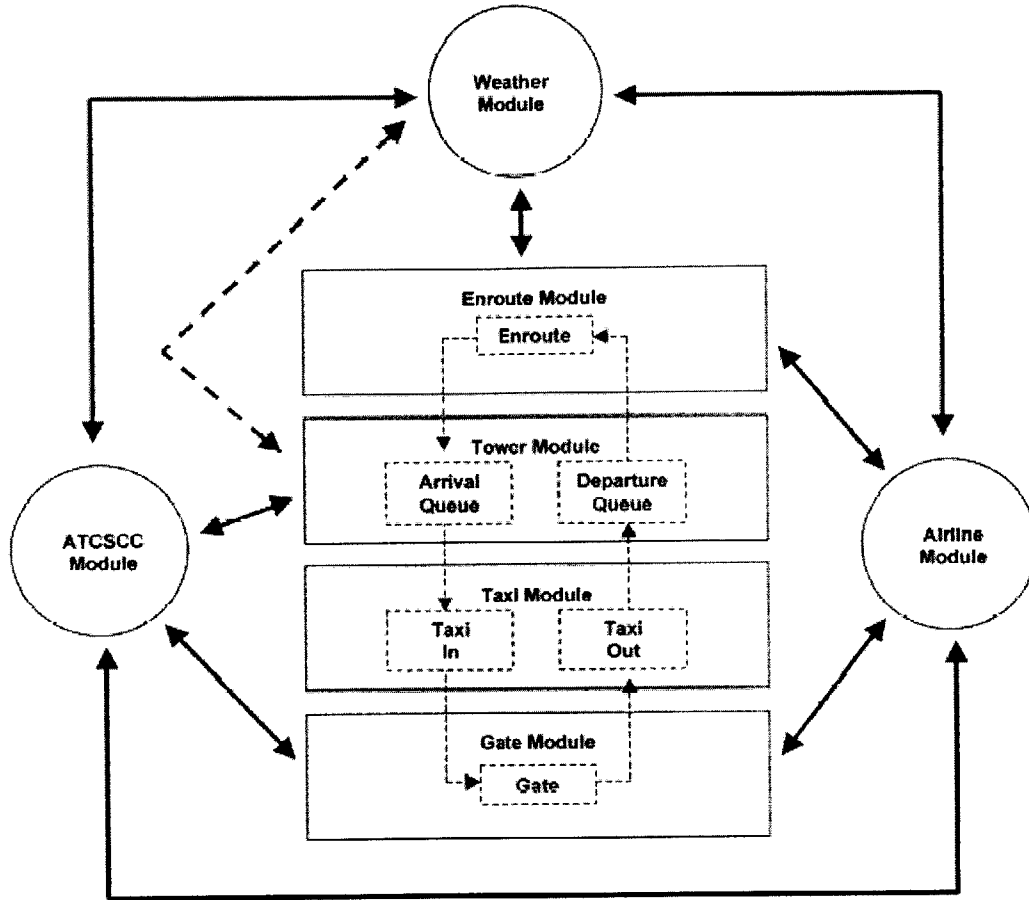 Weather
Module
Enroute Module
Enroute
Tower Module
Arrival
Queue
Departure
Queue
ATCSCC
Module
Airline
Module
Taxi Module
Taxi
In
Taxi
Out
Gate Module
Gate